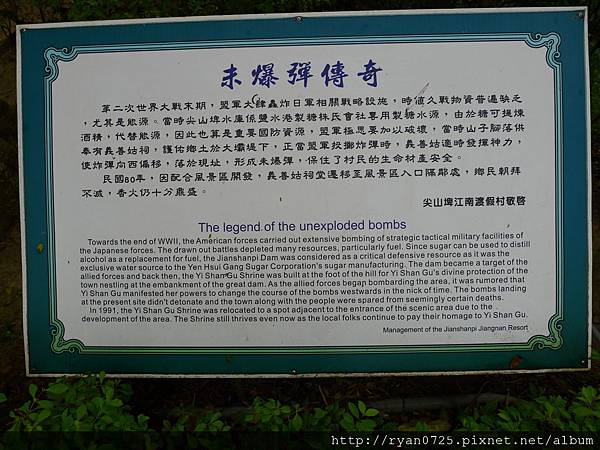 未爆彈傳奇
第二次世界大戰末期，盟軍大肆轟炸日軍相關戰略設施，時值久戰物資普遍缺乏
，尤其是能源。當時尖山埤水庫係鹽水港製糖株民會社專用製糖水源，由於糖可提煉
酒精，代替能源，因此也算是重要國防資源，盟軍極思要加以破壞，當時山子腳落供
奉有義善姑祠，護佑鄉土於大壩堤下，正當盟軍投擲炸彈時，義善姑適時發揮神力，
使炸彈向西偏移，落於現址，形成未爆彈，保住了村民的生命材產安全。
民國80年，因配合風景區開發，義善姑祠堂遷移至風景區入口隔鄰處，鄉民朝拜
不減，香火仍十分鼎盛。
尖山埤江南渡假村敬啓
The legend of the unexploded bombs
Towards the end of WWII, the American forces carried out extensive bombing of strategic tactical military facilities of
the Japanese forces. The drawn out battles depleted many resources, particularly fuel. Since sugar can be used to distill
alcohol as a replacement for fuel, the Jianshanpi Dam was considered as a critical defensive resource as it was the
exclusive water source to the Yen Hsui Gang Sugar Corporation's sugar manufacturing. The dam became a target of the
allied forces and back then, the Yi Shan Gu Shrine was built at the foot of the hill for Yi Shan Gu's divine protection of the
town nestling at the embankment of the great dam. As the allied forces began bombarding the area, it was rumored that
Yi Shan Gu manifested her powers to change the course of the bombs westwards in the nick of time. The bombs landing
at the present site didn't detonate and the town along with the people were spared from seemingly certain deaths.
In 1991, the Yi Shan Gu Shrine was relocated to a spot adjacent to the entrance of the scenic area due to the
development of the area. The Shrine still thrives even now as the local folks continue to pay their homage to Yi Shan Gu.
Management of the Jianshanpi Jiangnan Resort
http://ryan0725.pixnet.net/album